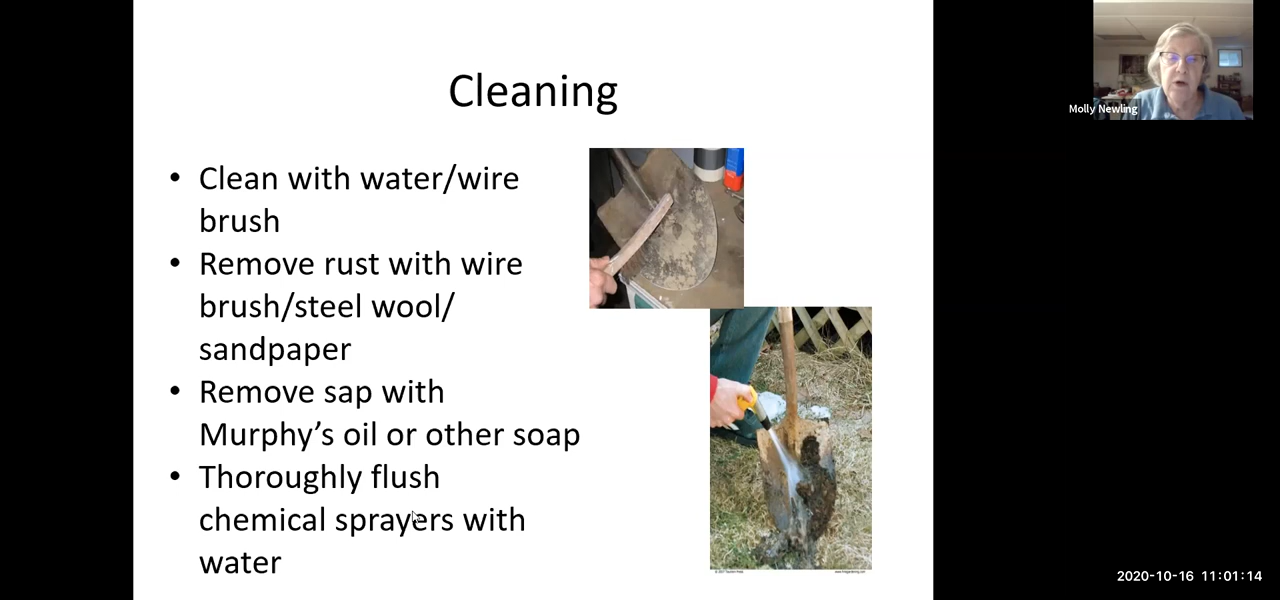 Cleaning
• Clean with water/wire
brush
• Remove rust with wire
brush/steel wool/
sandpaper
• Remove sap with
Murphy’s oil or other soap
• Thoroughly flush
chemical sprayers with
water
Molly Newling
2020-10-16 11:01:14